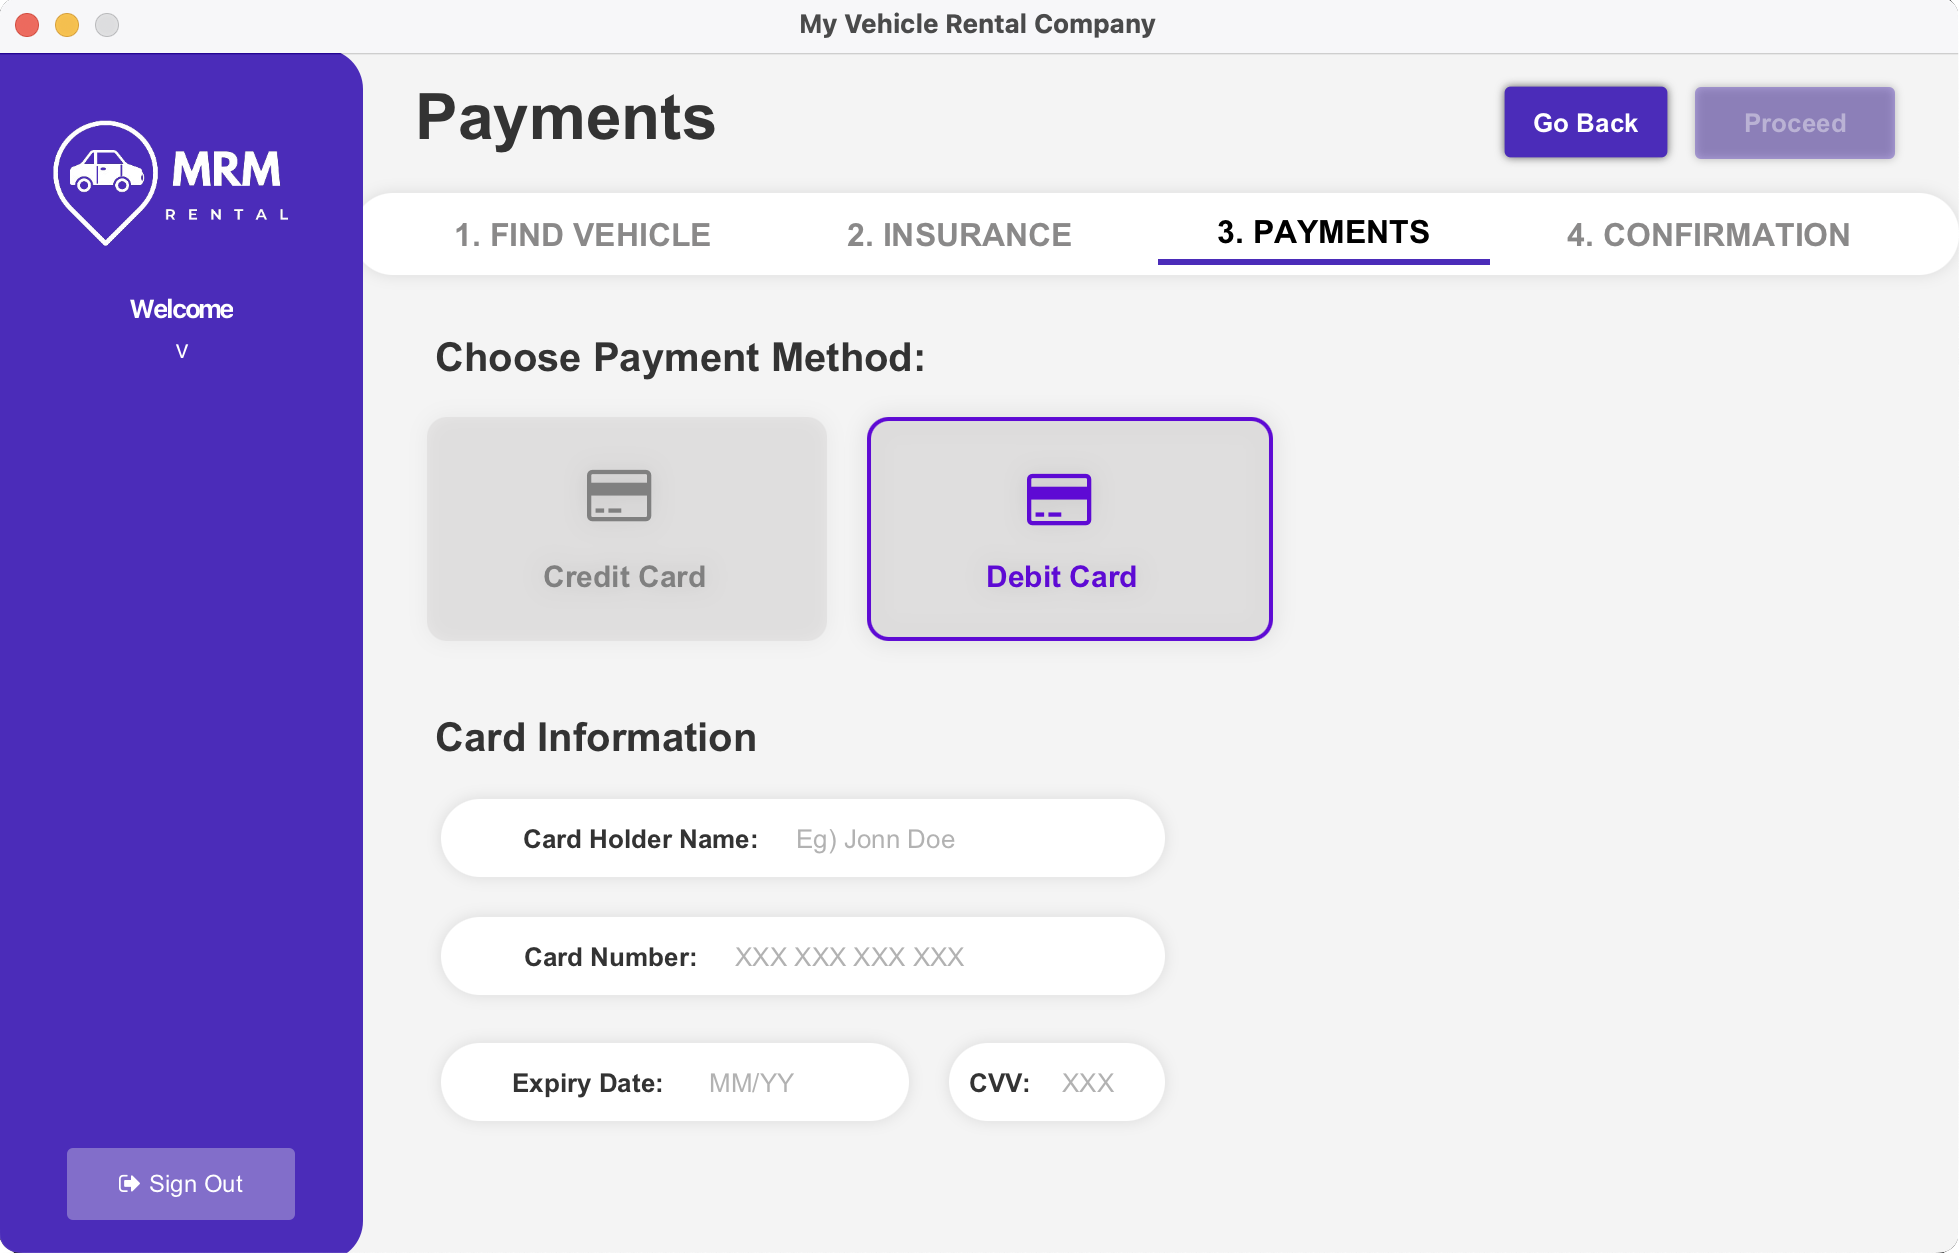 My Vehicle Rental Company
MRM
RENTAL
Welcome
v
Sign Out
Payments
Go Back
Proceed
1. FIND VEHICLE
2. INSURANCE
3. PAYMENTS
4. CONFIRMATION
Choose Payment Method:
Credit Card
Debit Card
Card Information
Card Holder Name: Eg) Jonn Doe
Card Number: XXX XXX XXX XXX
Expiry Date: MM/YY
CVV: XXX